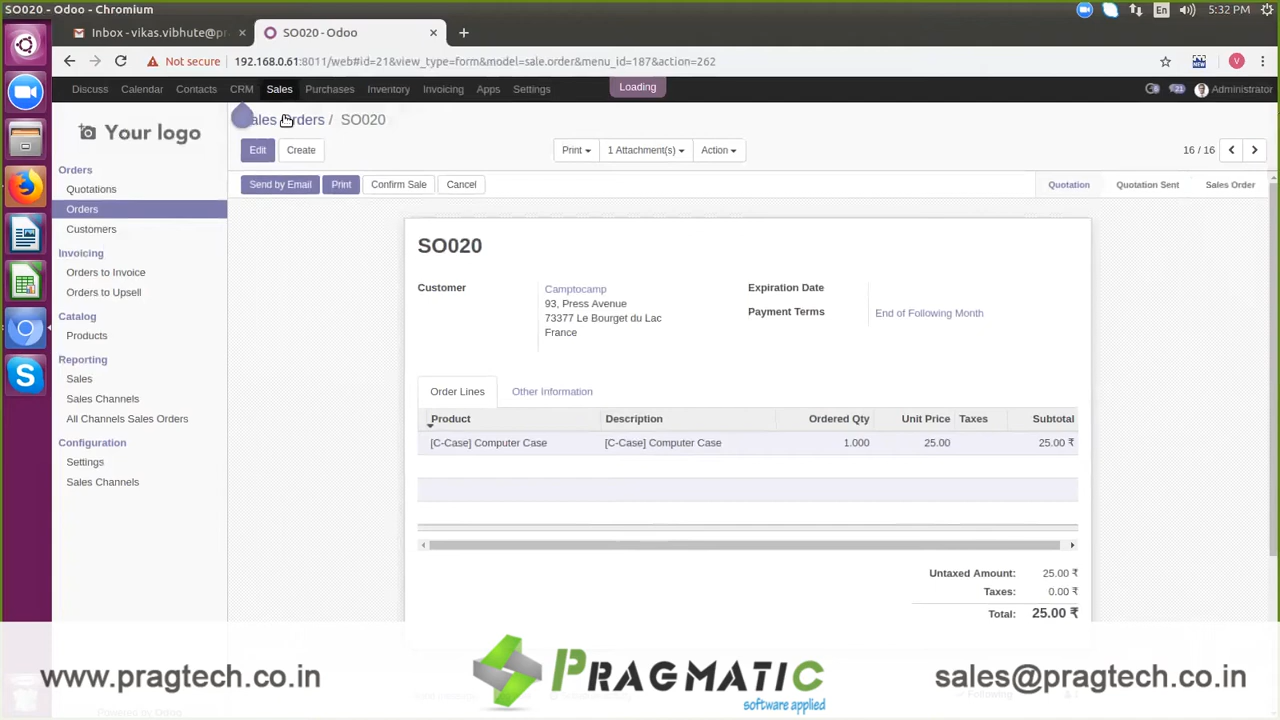 SO020 - Odoo - Chromium
En 5:32 PM
Inbox - vikas.vibhute@pr
SO020 - Odoo
Not secure 192.168.0.61:8011/web#id=21&view_type=form&model=sale.order&menu_id=187&action=262
NEW
V
Discuss Calendar Contacts CRM Sales Purchases Inventory Invoicing Apps Settings
Loading
21 Administrator
Your logo
ales Orders / SO020
Edit Create
Print 1 Attachment(s) Action
16 / 16
Send by Email Print Confirm Sale Cancel
Quotation Quotation Sent Sales Order
Orders
Quotations
Orders
Customers
Invoicing
Orders to Invoice
Orders to Upsell
Catalog
Products
Reporting
Sales
Sales Channels
All Channels Sales Orders
Configuration
Settings
Sales Channels
SO020
Customer
Camptocamp
93, Press Avenue
73377 Le Bourget du Lac
France
Expiration Date
Payment Terms End of Following Month
Order Lines Other Information
Product Description Ordered Qty Unit Price Taxes Subtotal
[C-Case] Computer Case [C-Case] Computer Case 1.000 25.00 25.00 ₹
Untaxed Amount: 25.00 ₹
Taxes: 0.00 ₹
Total: 25.00 ₹
www.pragtech.co.in
PRAGMATIC
software applied
sales@pragtech.co.in